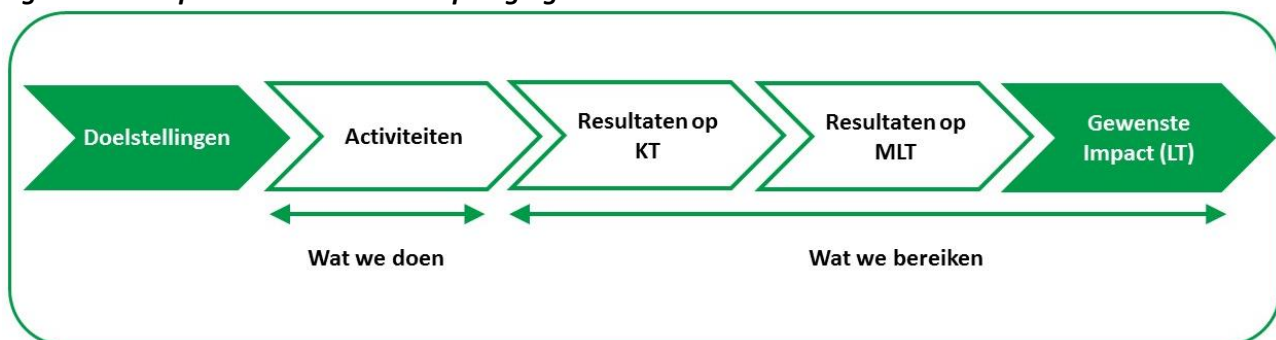 Doelstellingen
Activiteiten
Resultaten op
KT
Resultaten op
MLT
Gewenste
Impact (LT)
Wat we doen
Wat we bereiken